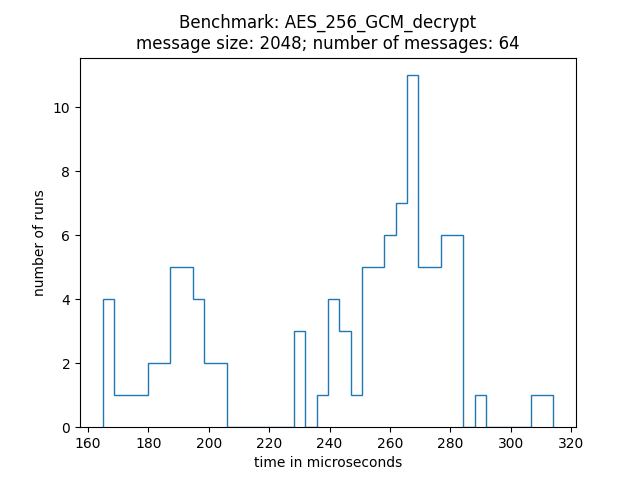 Benchmark: AES_256_GCM_decrypt
message size: 2048; number of messages: 64
10
8
6
4
2
0
number of runs
160 180 200 220 240 260 280 300 320
time in microseconds